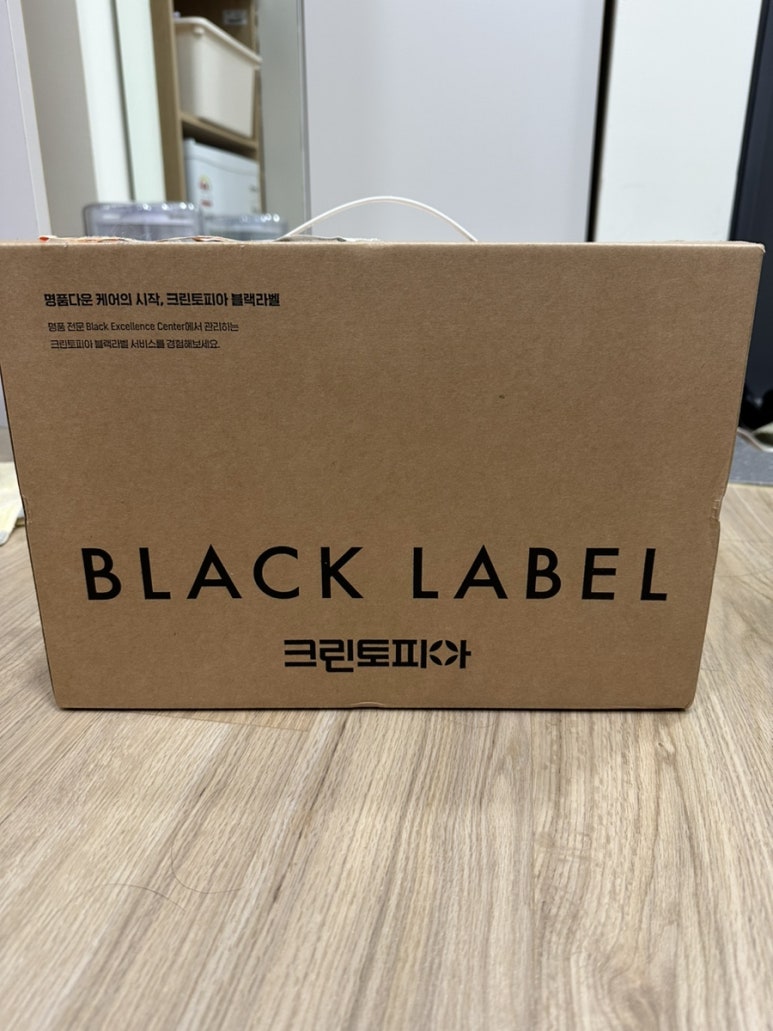 명품다운 케어의 시작, 크린토피아 블랙라벨
명품 전문 Black Excellence Center에서 관리하는
크린토피아 블랙라벨 서비스를 경험해보세요.
BLACK LABEL
크린토피아